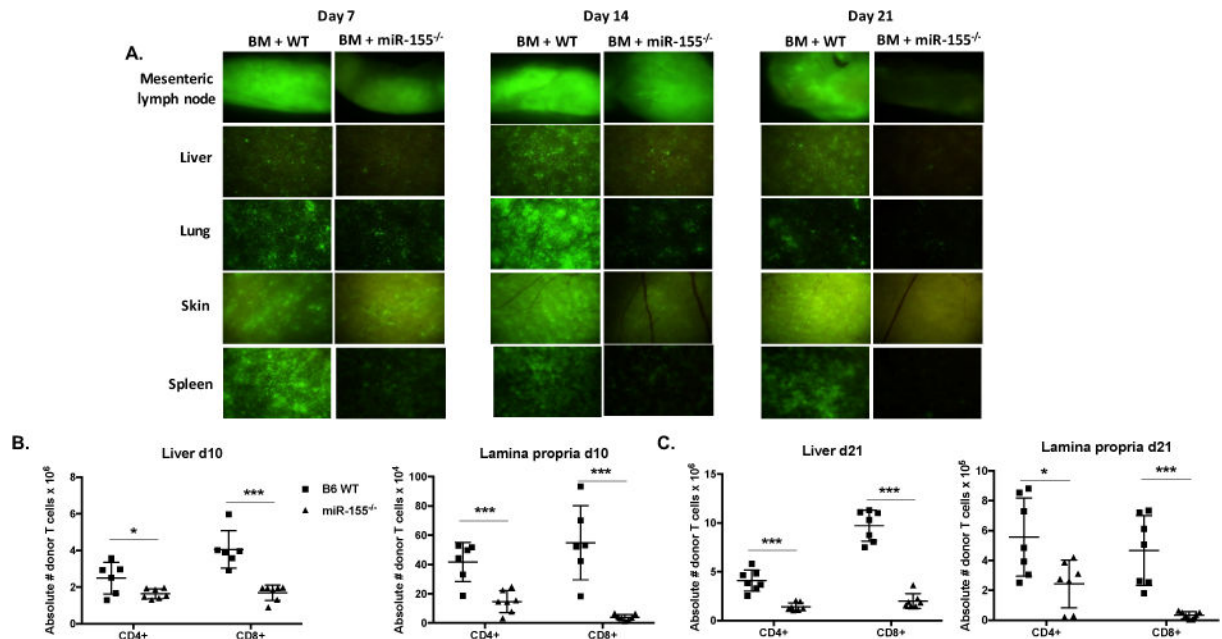 Day 7 Day 14 Day 21
A. BM + WT BM + miR-155-/- BM + WT BM + miR-155-/- BM + WT BM + miR-155-/-
Mesenteric
lymph node
Liver
Lung
Skin
Spleen
B.
Liver d10
Absolute # donor T cells x 10^6
8
6
4
2
0
*
***
CD4+ CD8+
■ B6 WT
▲ miR-155-/-
Lamina propria d10
Absolute # donor T cells x 10^4
100
80
60
40
20
0
***
***
CD4+ CD8+
C.
Liver d21
Absolute # donor T cells x 10^6
15
10
5
0
***
***
CD4+ CD8+
Lamina propria d21
Absolute # donor T cells x 10^5
10
8
6
4
2
0
*
***
CD4+ CD8+